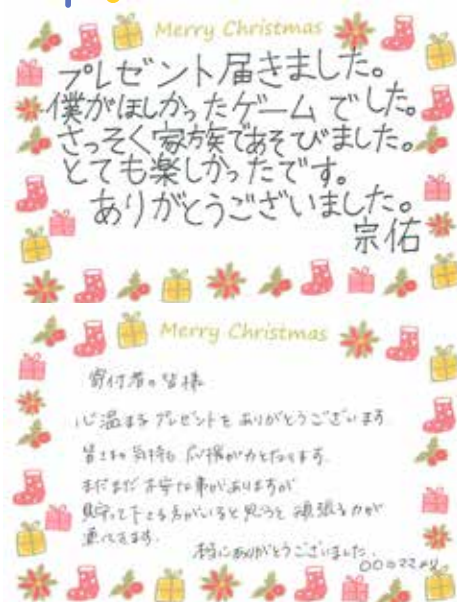 Merry Christmas
プレゼント届きました。
僕がほしかったゲームでした。
さっそく家族であそびました。
とても楽しかったです。
ありがとうございました。
宗佑
Merry Christmas
寄付者の皆様
心温まるプレゼントをありがとうございます
皆さまの気持ち 応援が力となります
まだまだ不安な事がありますが
見守って下さる方がいると思うと頑張る力が
湧いてきます。
本当にありがとうございました。